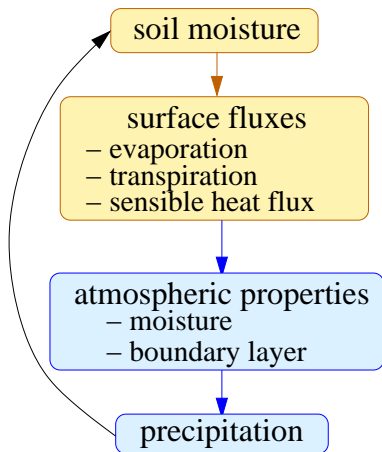 soil moisture
surface fluxes
– evaporation
– transpiration
– sensible heat flux
atmospheric properties
– moisture
– boundary layer
precipitation